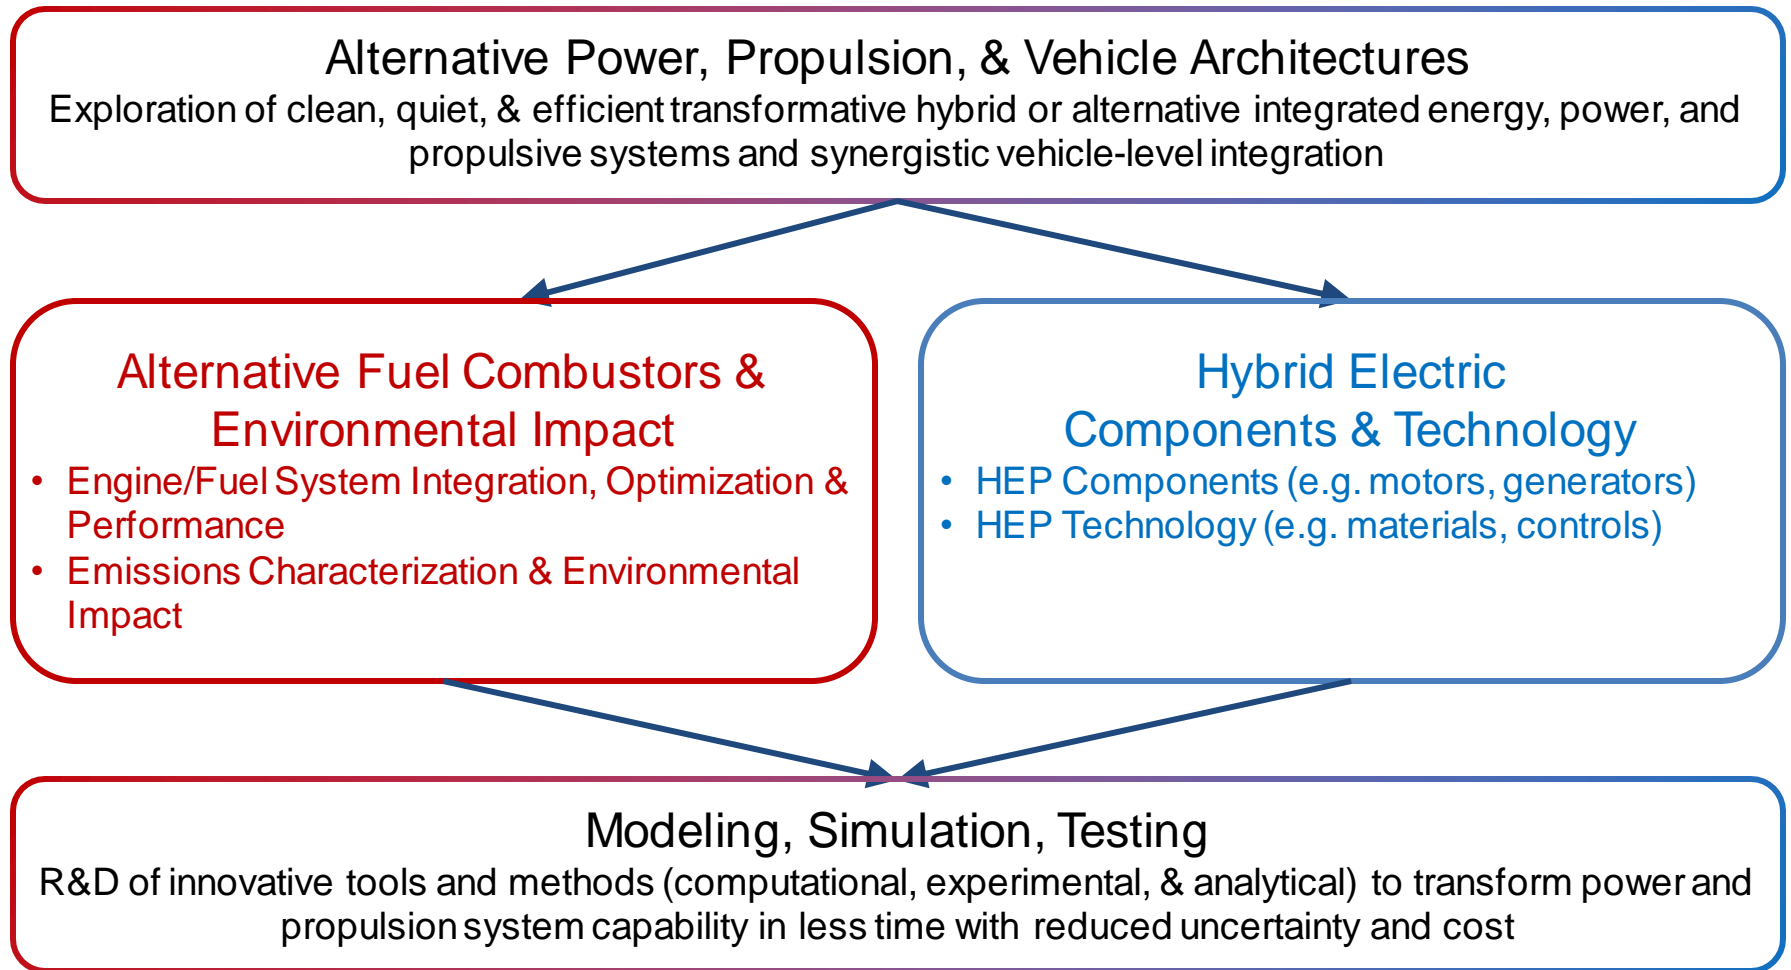 Alternative Power, Propulsion, & Vehicle Architectures
Exploration of clean, quiet, & efficient transformative hybrid or alternative integrated energy, power, and
propulsive systems and synergistic vehicle-level integration
Alternative Fuel Combustors &
Environmental Impact
• Engine/Fuel System Integration, Optimization &
Performance
• Emissions Characterization & Environmental
Impact
Hybrid Electric
Components & Technology
• HEP Components (e.g. motors, generators)
• HEP Technology (e.g. materials, controls)
Modeling, Simulation, Testing
R&D of innovative tools and methods (computational, experimental, & analytical) to transform power and
propulsion system capability in less time with reduced uncertainty and cost